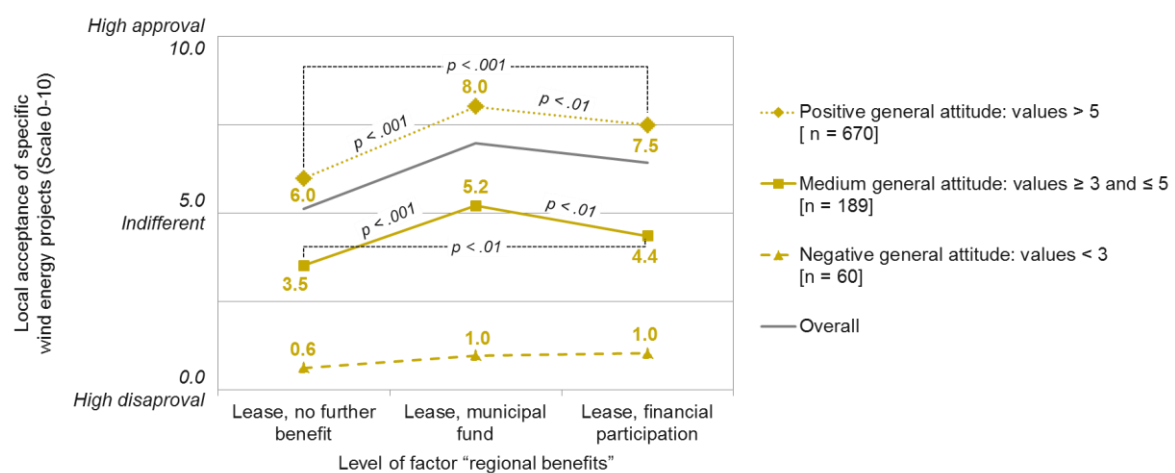 High approval
10.0
5.0
Indifferent
0.0
High disaproval
Local acceptance of specific
wind energy projects (Scale 0-10)
p < .001
8.0
p < .01
p < .001
6.0
7.5
5.2
p < .001
p < .01
p < .01
3.5
4.4
0.6
1.0
1.0
Lease, no further
benefit
Lease, municipal
fund
Lease, financial
participation
Level of factor “regional benefits”
Positive general attitude: values > 5
[ n = 670]
Medium general attitude: values ≥ 3 and ≤ 5
[n = 189]
Negative general attitude: values < 3
[n = 60]
Overall